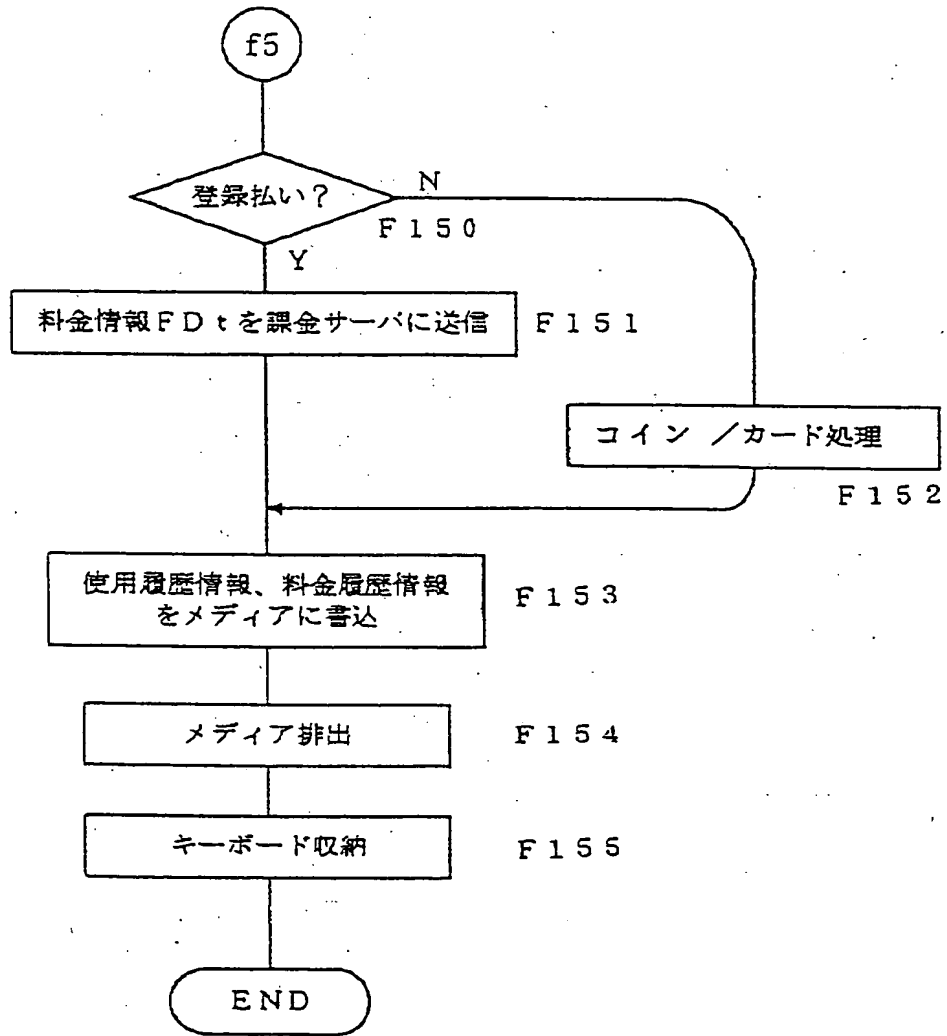 f5
登録払い？
N
F150
Y
料金情報FDtを課金サーバに送信
F151
コイン ／カード処理
F152
使用履歴情報、料金履歴情報
をメディアに書込
F153
メディア排出
F154
キーボード収納
F155
END